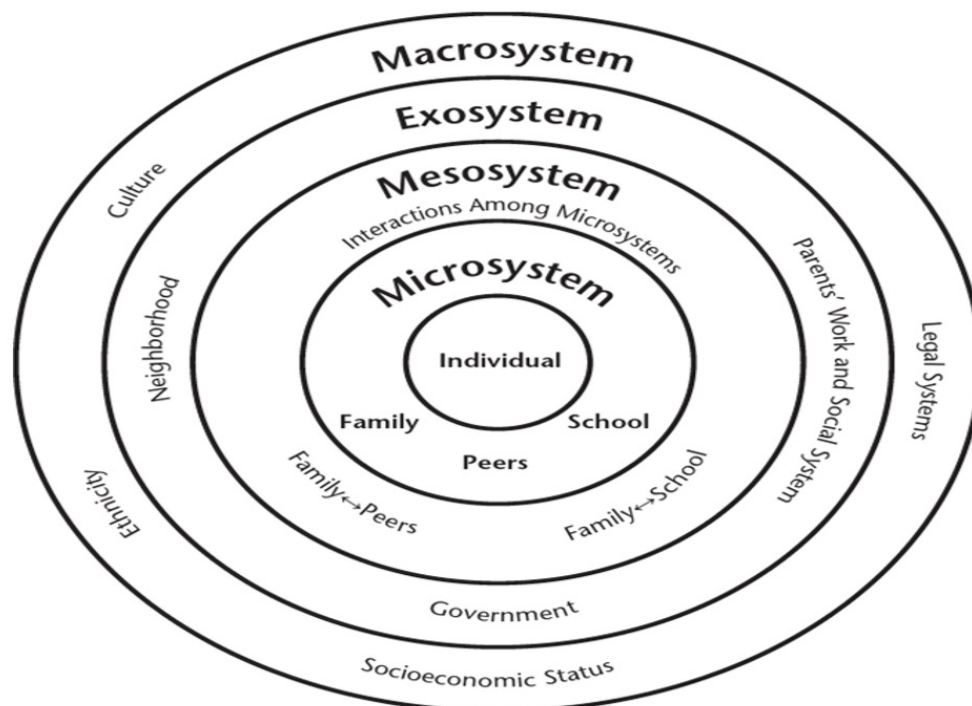 Macrosystem
Exosystem
Mesosystem
Interactions Among Microsystems
Microsystem
Individual
Family
School
Peers
Family↔Peers
Family↔School
Culture
Neighborhood
Parents' Work and Social System
Legal Systems
Ethnicity
Government
Socioeconomic Status